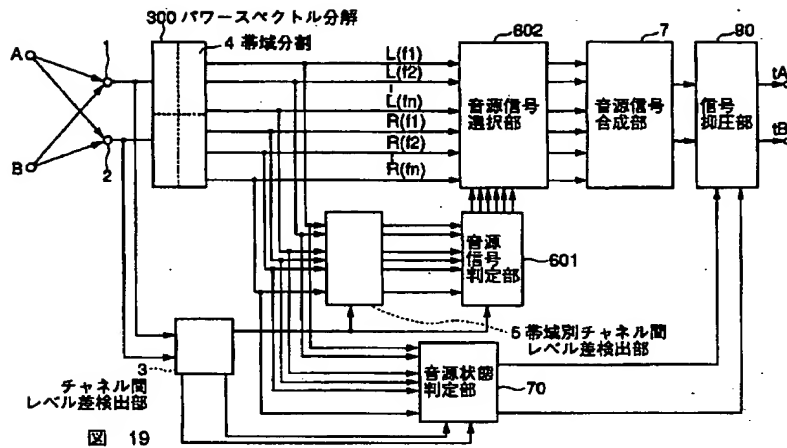 300 パワースペクトル分解
4 帯域分割
602
7
80
A
1
L(f1)
L(f2)
L(fn)
R(f1)
R(f2)
R(fn)
音源信号
選択部
音源信号
合成部
信号
抑圧部
tA
tB
B
2
音源
信号
判定部
601
5 帯域別チャネル間
レベル差検出部
3
チャネル間
レベル差検出部
音源状態
判定部
70
図 19